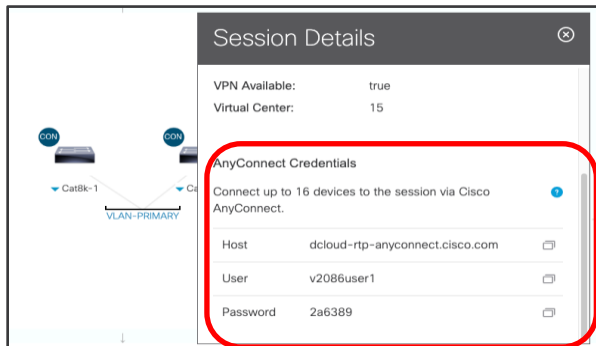 Session Details
VPN Available: true
Virtual Center: 15
CON
CON
Cat8k-1
Ca
VLAN-PRIMARY
AnyConnect Credentials
Connect up to 16 devices to the session via Cisco
AnyConnect.
?
Host dcloud-rtp-anyconnect.cisco.com
User v2086user1
Password 2a6389